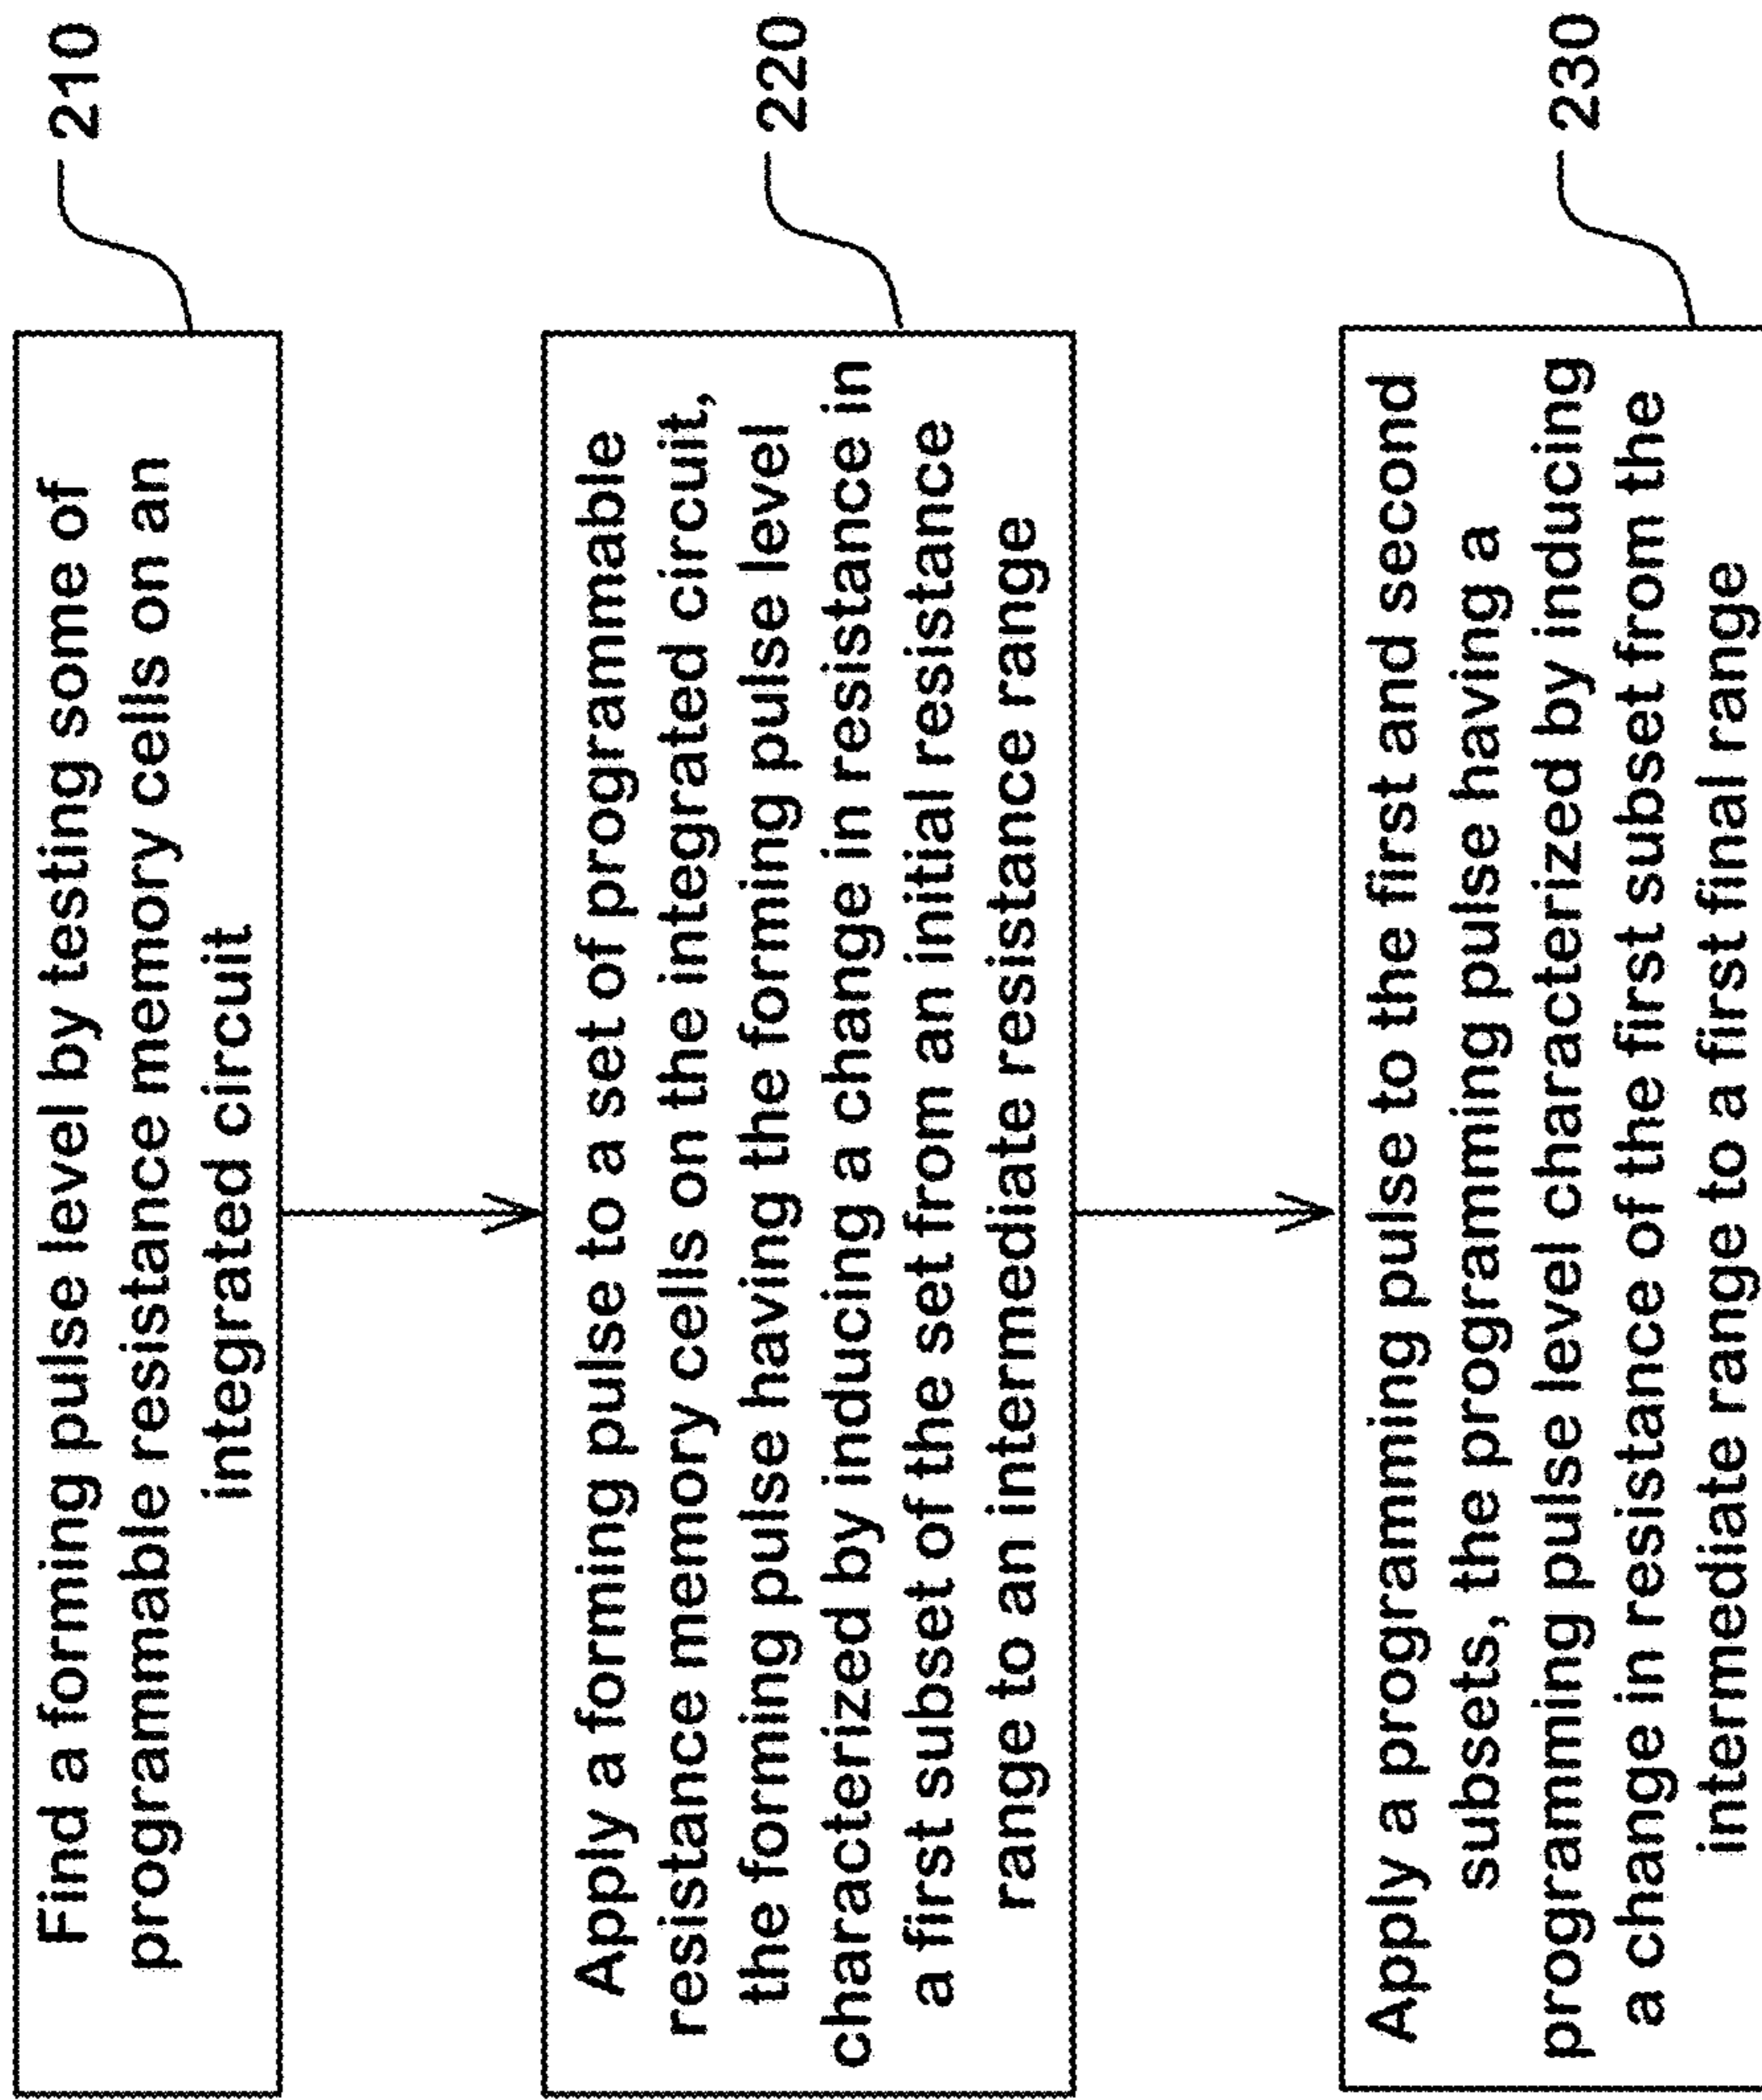 Find a forming pulse level by testing some of
programmable resistance memory cells on an
integrated circuit
210
Apply a forming pulse to a set of programmable
resistance memory cells on the integrated circuit,
the forming pulse having the forming pulse level
characterized by inducing a change in resistance in
a first subset of the set from an initial resistance
range to an intermediate resistance range
220
Apply a programming pulse to the first and second
subsets, the programming pulse having a
programming pulse level characterized by inducing
a change in resistance of the first subset from the
intermediate range to a first final range
230